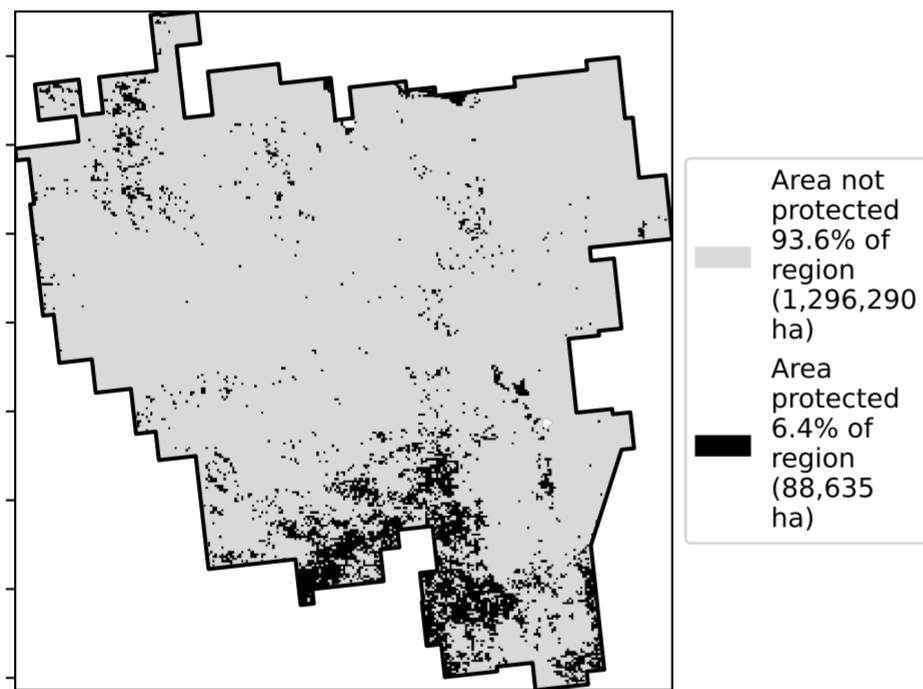 Area not
protected
93.6% of
region
(1,296,290
ha)
Area
protected
6.4% of
region
(88,635
ha)